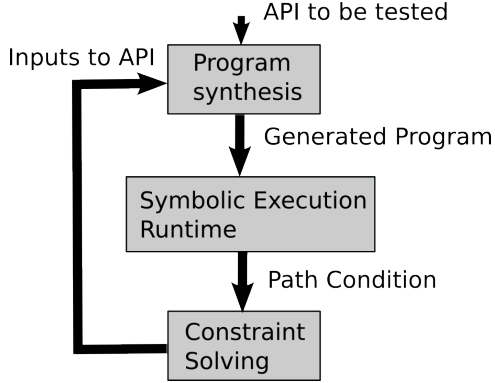 API to be tested
Inputs to API
Program
synthesis
Generated Program
Symbolic Execution
Runtime
Path Condition
Constraint
Solving